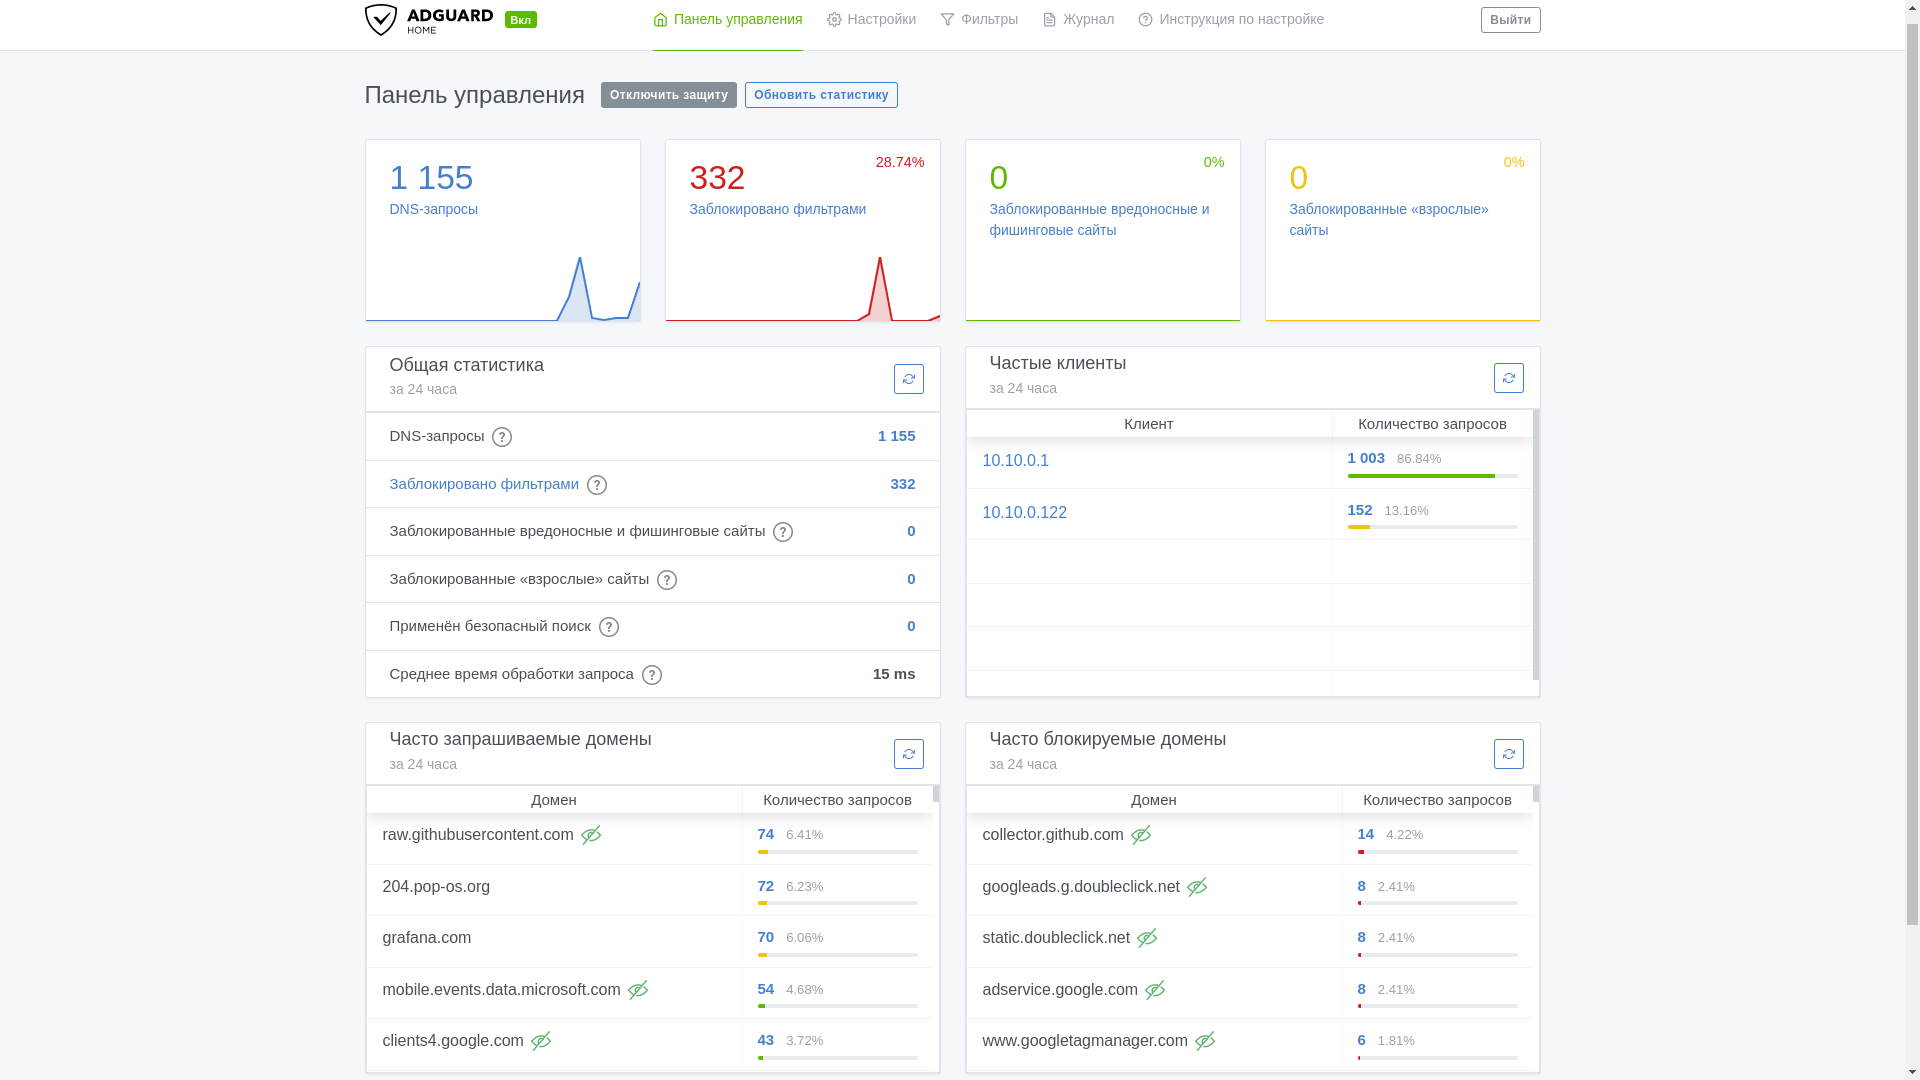 ADGUARD
HOME
Вкл
Панель управления
Настройки
Фильтры
Журнал
Инструкция по настройке
Выйти
Панель управления
Отключить защиту
Обновить статистику
1 155
DNS-запросы
332
28.74%
Заблокировано фильтрами
0
0%
Заблокированные вредоносные и
фишинговые сайты
0
0%
Заблокированные «взрослые»
сайты
Общая статистика
за 24 часа
DNS-запросы ? 1 155
Заблокировано фильтрами ? 332
Заблокированные вредоносные и фишинговые сайты ? 0
Заблокированные «взрослые» сайты ? 0
Применён безопасный поиск ? 0
Среднее время обработки запроса ? 15 ms
Частые клиенты
за 24 часа
Клиент Количество запросов
10.10.0.1 1 003 86.84%
10.10.0.122 152 13.16%
Часто запрашиваемые домены
за 24 часа
Домен Количество запросов
raw.githubusercontent.com 74 6.41%
204.pop-os.org 72 6.23%
grafana.com 70 6.06%
mobile.events.data.microsoft.com 54 4.68%
clients4.google.com 43 3.72%
Часто блокируемые домены
за 24 часа
Домен Количество запросов
collector.github.com 14 4.22%
googleads.g.doubleclick.net 8 2.41%
static.doubleclick.net 8 2.41%
adservice.google.com 8 2.41%
www.googletagmanager.com 6 1.81%